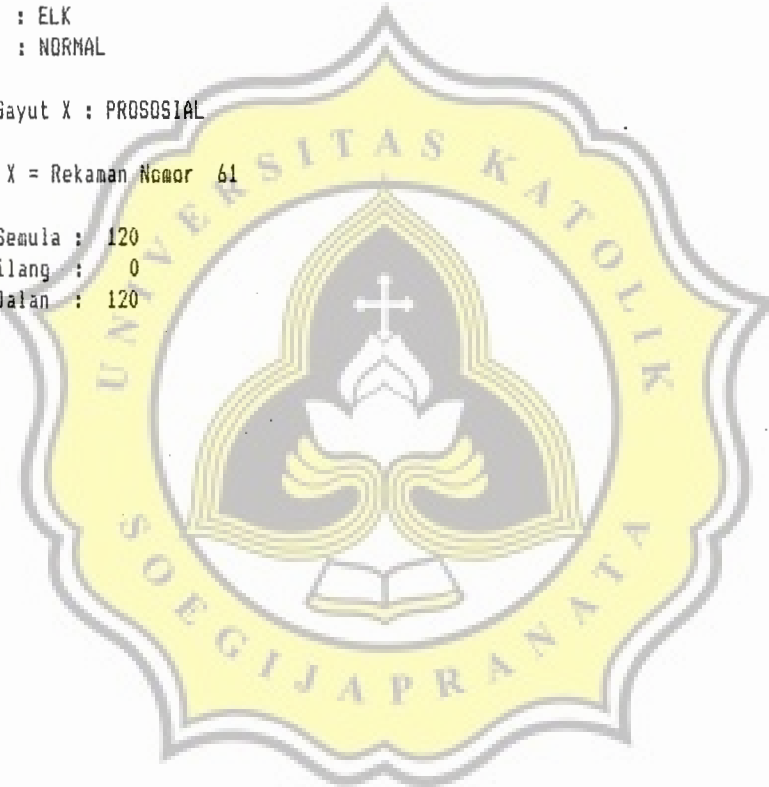 : ELK
: NORMAL
Gayut X : PROSOSIAL
X = Rekaman Nomor 61
Semula : 120
ilang : 0
Jalan : 120
UNIVERSITAS KATOLIK
SOEGIJAPRANATA